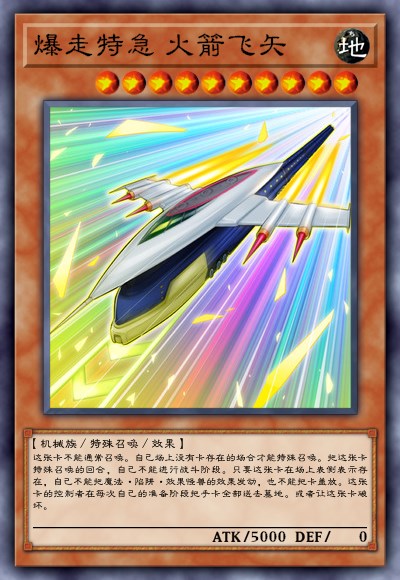 爆走特急 火箭飞矢
地
【机械族/特殊召唤/效果】
这张卡不能通常召唤。自己场上没有卡存在的场合才能特殊召唤。把这张卡
特殊召唤的回合，自己不能进行战斗阶段。只要这张卡在场上表侧表示存
在，自己不能把魔法·陷阱·效果怪兽的效果发动，也不能把卡盖放。这张
卡的控制者在每次自己的准备阶段把手卡全部送去墓地。或者让这张卡破
坏。
ATK/5000 DEF/ 0